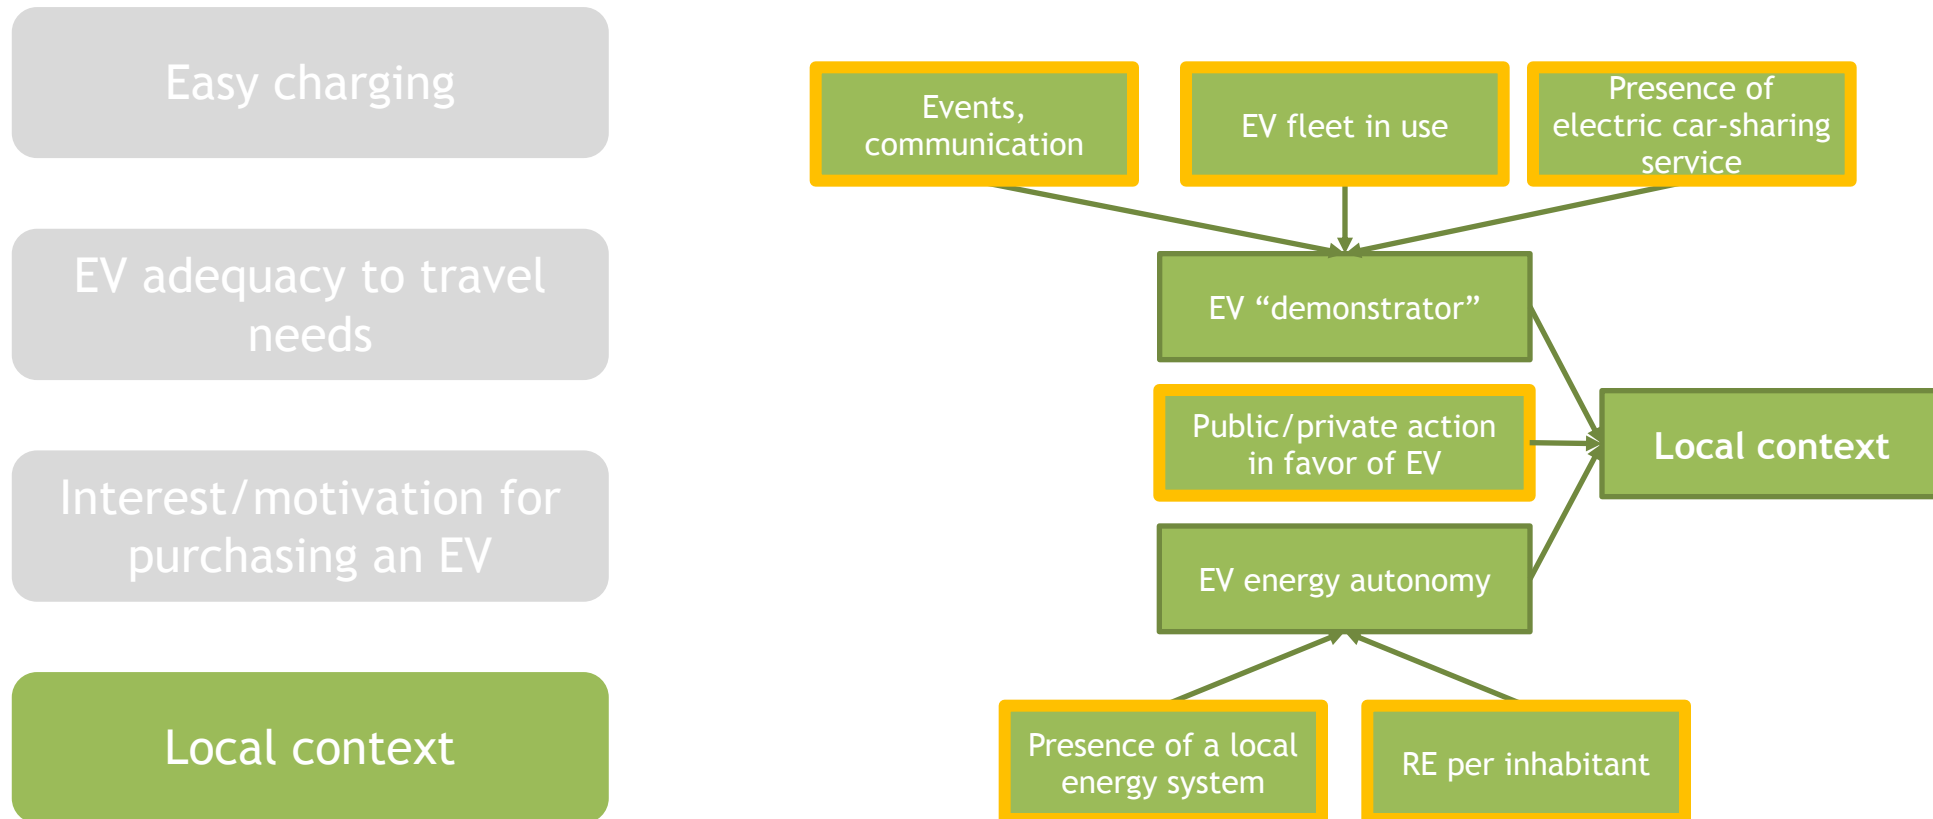 Easy charging
EV adequacy to travel
needs
Interest/motivation for
purchasing an EV
Local context
Events,
communication
EV fleet in use
Presence of
electric car-sharing
service
EV “demonstrator”
Public/private action
in favor of EV
Local context
EV energy autonomy
Presence of a local
energy system
RE per inhabitant